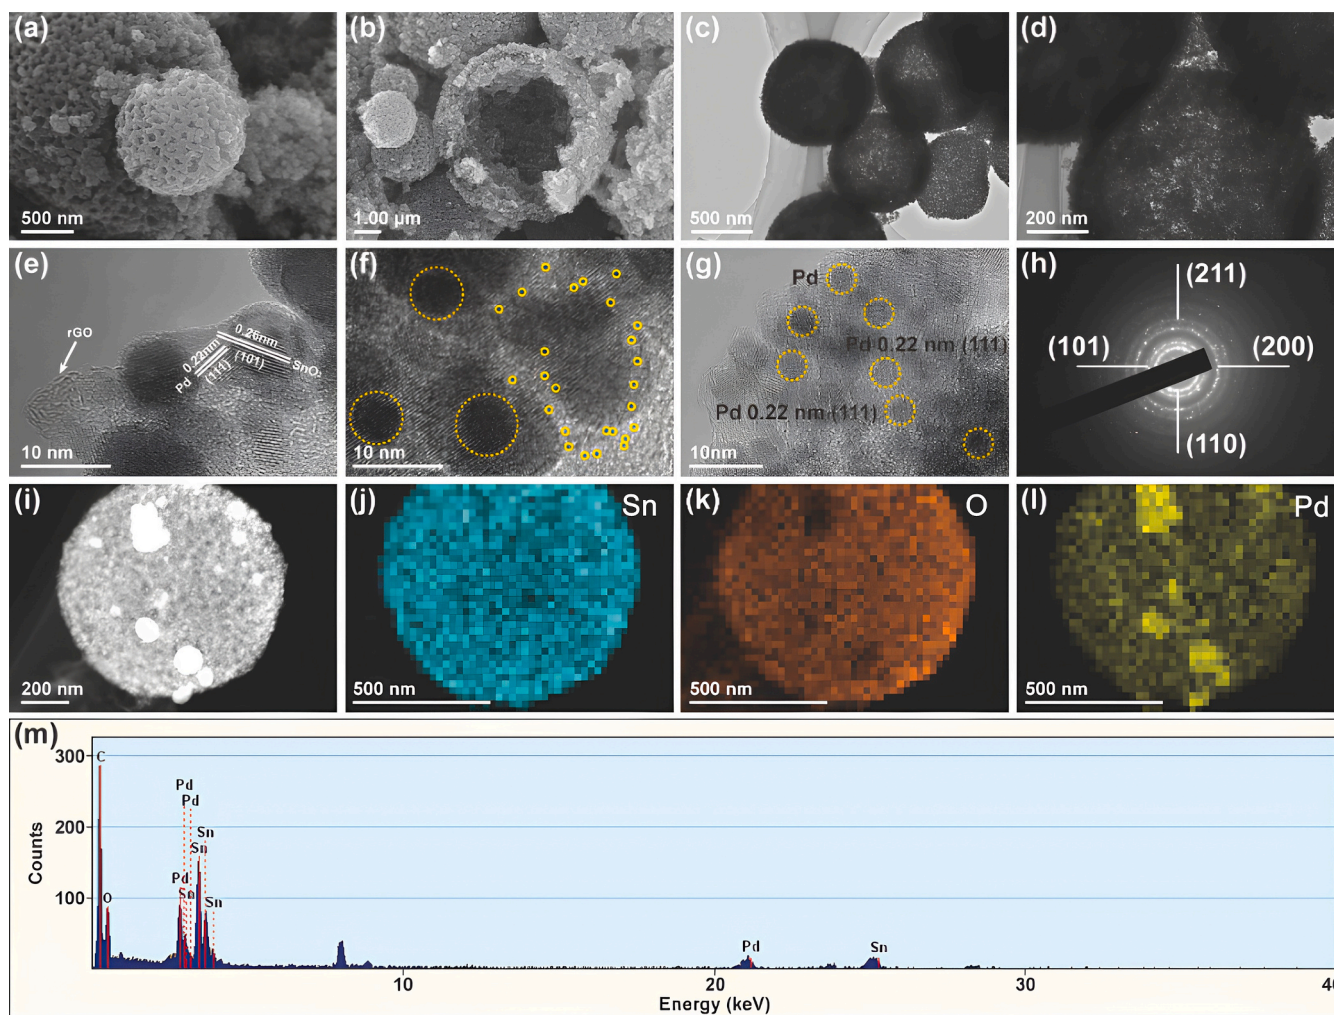 (a)
500 nm
(b)
1.00 µm
(c)
500 nm
(d)
200 nm
(e)
rGO
0.22nm
0.26nm
Pd
(111)
(101)
SnO₂
10 nm
(f)
10 nm
(g)
Pd
Pd 0.22 nm (111)
Pd 0.22 nm (111)
10nm
(h)
(211)
(101)
(200)
(110)
(i)
200 nm
(j)
Sn
500 nm
(k)
O
500 nm
(l)
Pd
500 nm
(m)
300
200
100
Counts
C
O
Pd
Pd
Sn
Sn
Pd
Sn
Sn
Pd
Sn
10
20
30
40
Energy (keV)